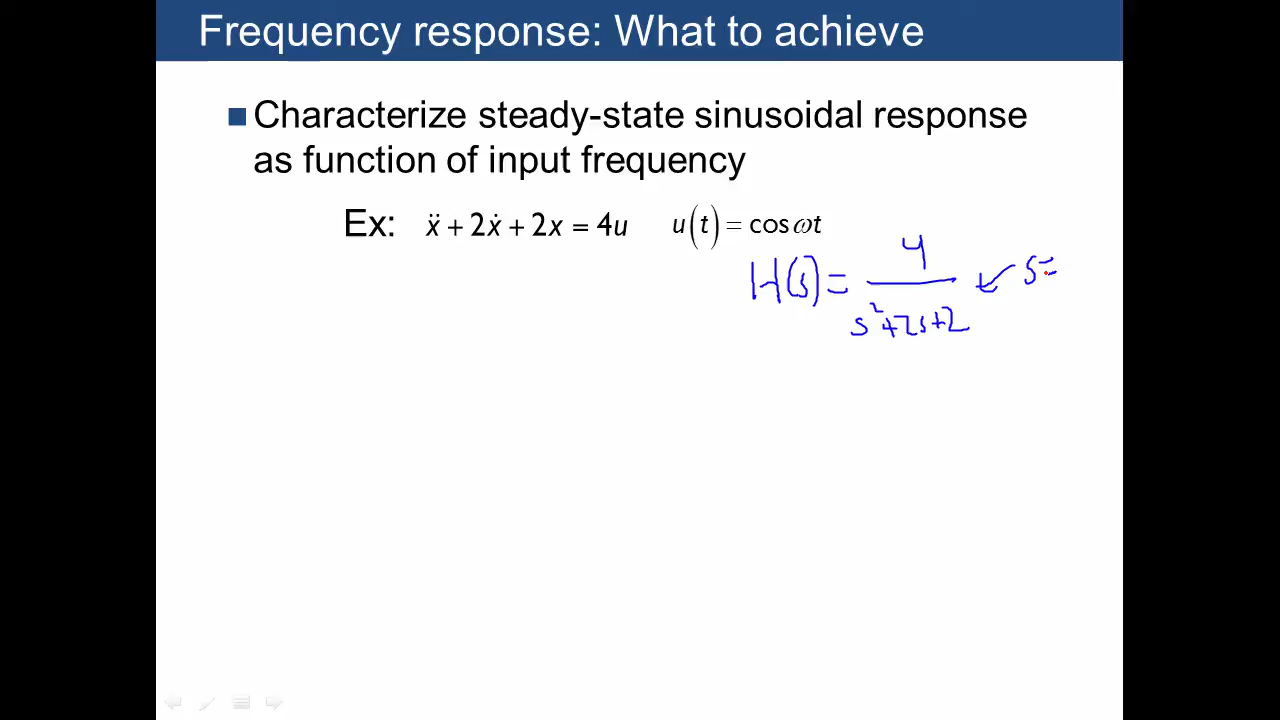 Frequency response: What to achieve
Characterize steady-state sinusoidal response
as function of input frequency
Ex: ẍ + 2ẋ + 2x = 4u u(t) = cos ωt
H(s) = 4 / s²+2s+2 ↙ s=